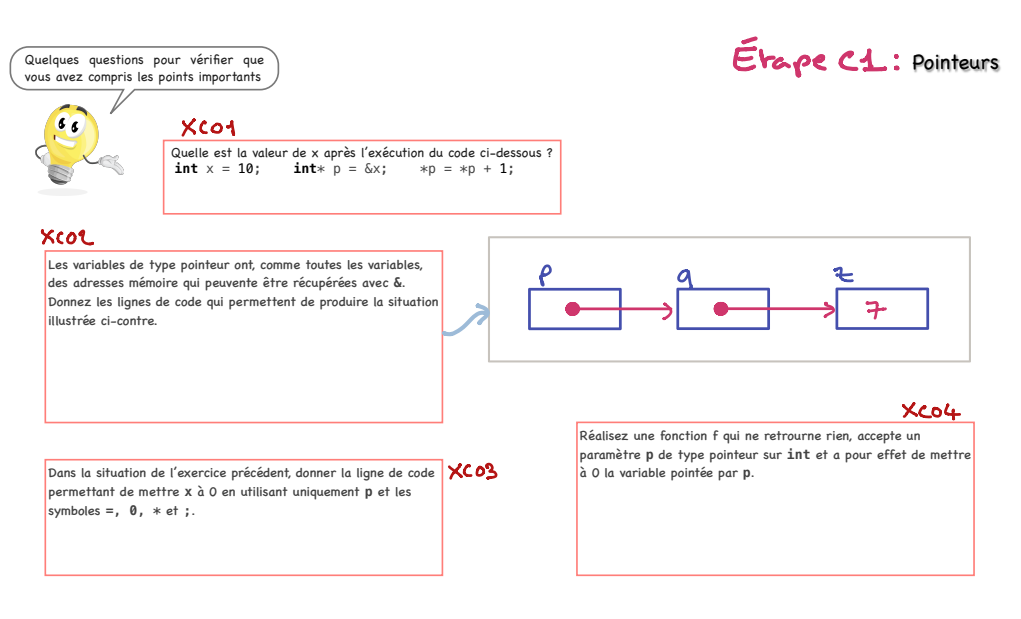 Quelques questions pour vérifier que
vous avez compris les points importants
Étape C1 : Pointeurs
XC01
Quelle est la valeur de x après l'exécution du code ci-dessous ?
int x = 10; int* p = &x; *p = *p + 1;
XC02
Les variables de type pointeur ont, comme toutes les variables,
des adresses mémoire qui peuvente être récupérées avec &.
Donnez les lignes de code qui permettent de produire la situation
illustrée ci-contre.
p q z
7
XC04
Réalisez une fonction f qui ne retrourne rien, accepte un
paramètre p de type pointeur sur int et a pour effet de mettre
à 0 la variable pointée par p.
XC03
Dans la situation de l'exercice précédent, donner la ligne de code
permettant de mettre x à 0 en utilisant uniquement p et les
symboles =, 0, * et ;.